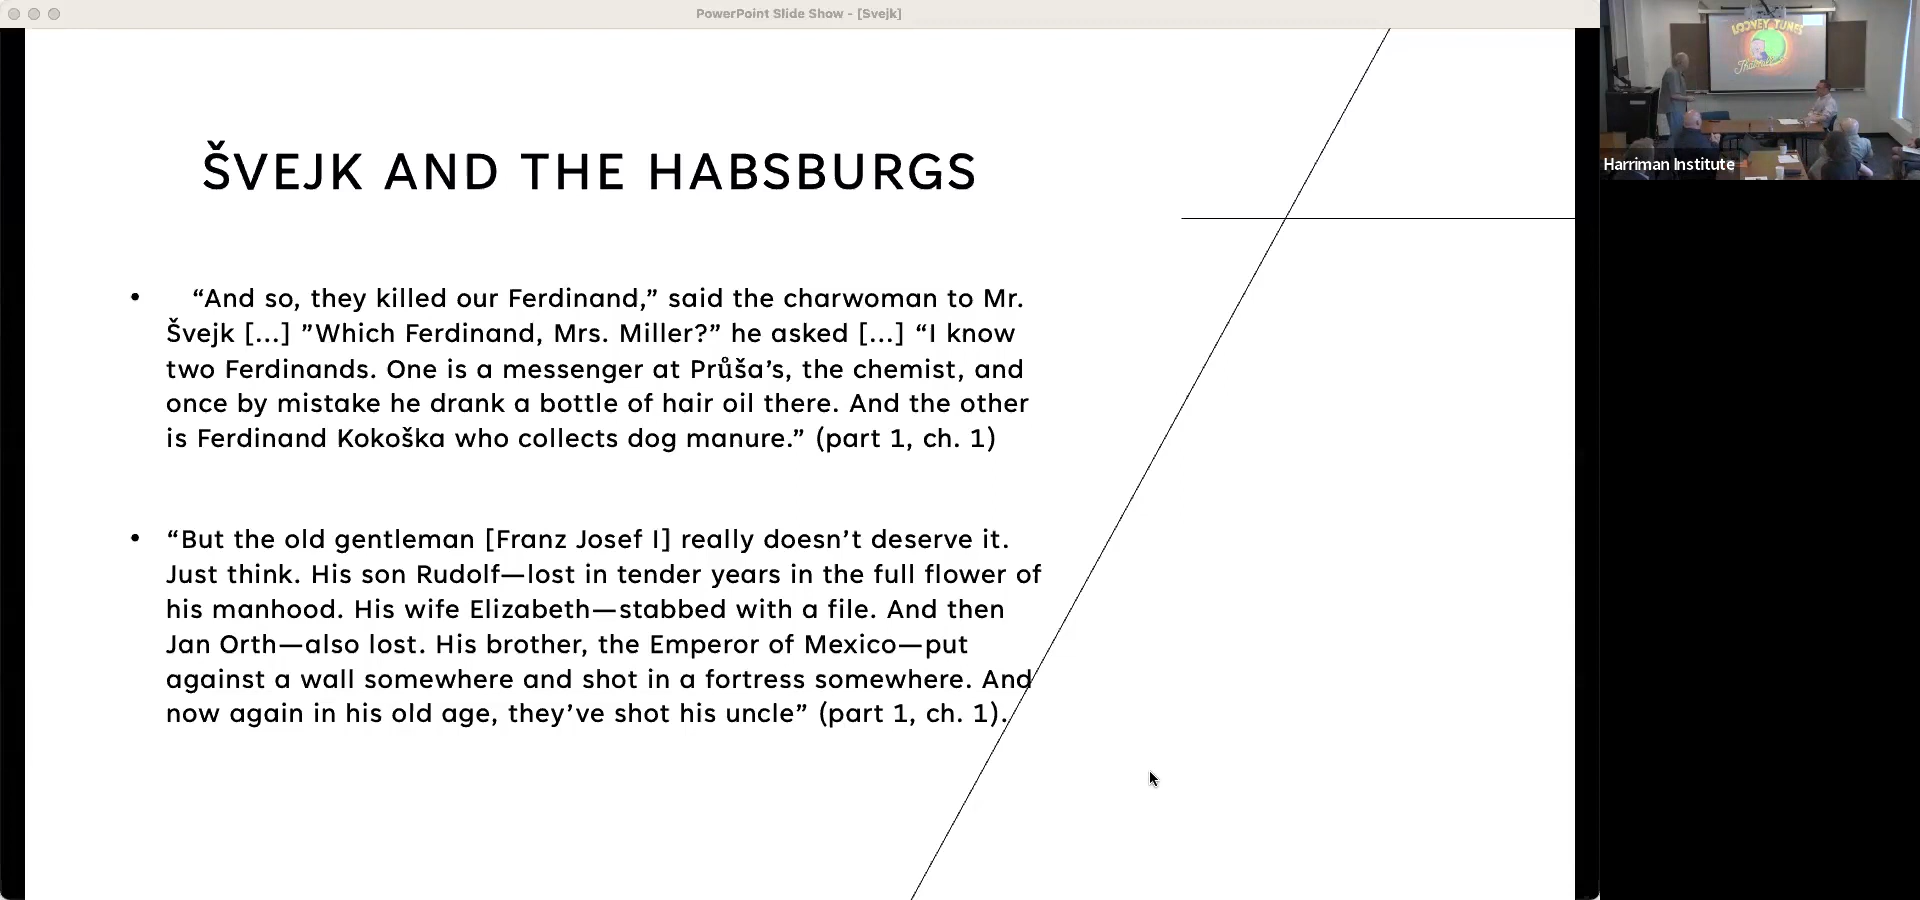 PowerPoint Slide Show - [Svejk]
ŠVEJK AND THE HABSBURGS
• “And so, they killed our Ferdinand,” said the charwoman to Mr.
Švejk [...] ”Which Ferdinand, Mrs. Miller?” he asked [...] “I know
two Ferdinands. One is a messenger at Průša’s, the chemist, and
once by mistake he drank a bottle of hair oil there. And the other
is Ferdinand Kokoška who collects dog manure.” (part 1, ch. 1)
• “But the old gentleman [Franz Josef I] really doesn’t deserve it.
Just think. His son Rudolf—lost in tender years in the full flower of
his manhood. His wife Elizabeth—stabbed with a file. And then
Jan Orth—also lost. His brother, the Emperor of Mexico—put
against a wall somewhere and shot in a fortress somewhere. And
now again in his old age, they’ve shot his uncle” (part 1, ch. 1).
LOONEY TUNES
Harriman Institute